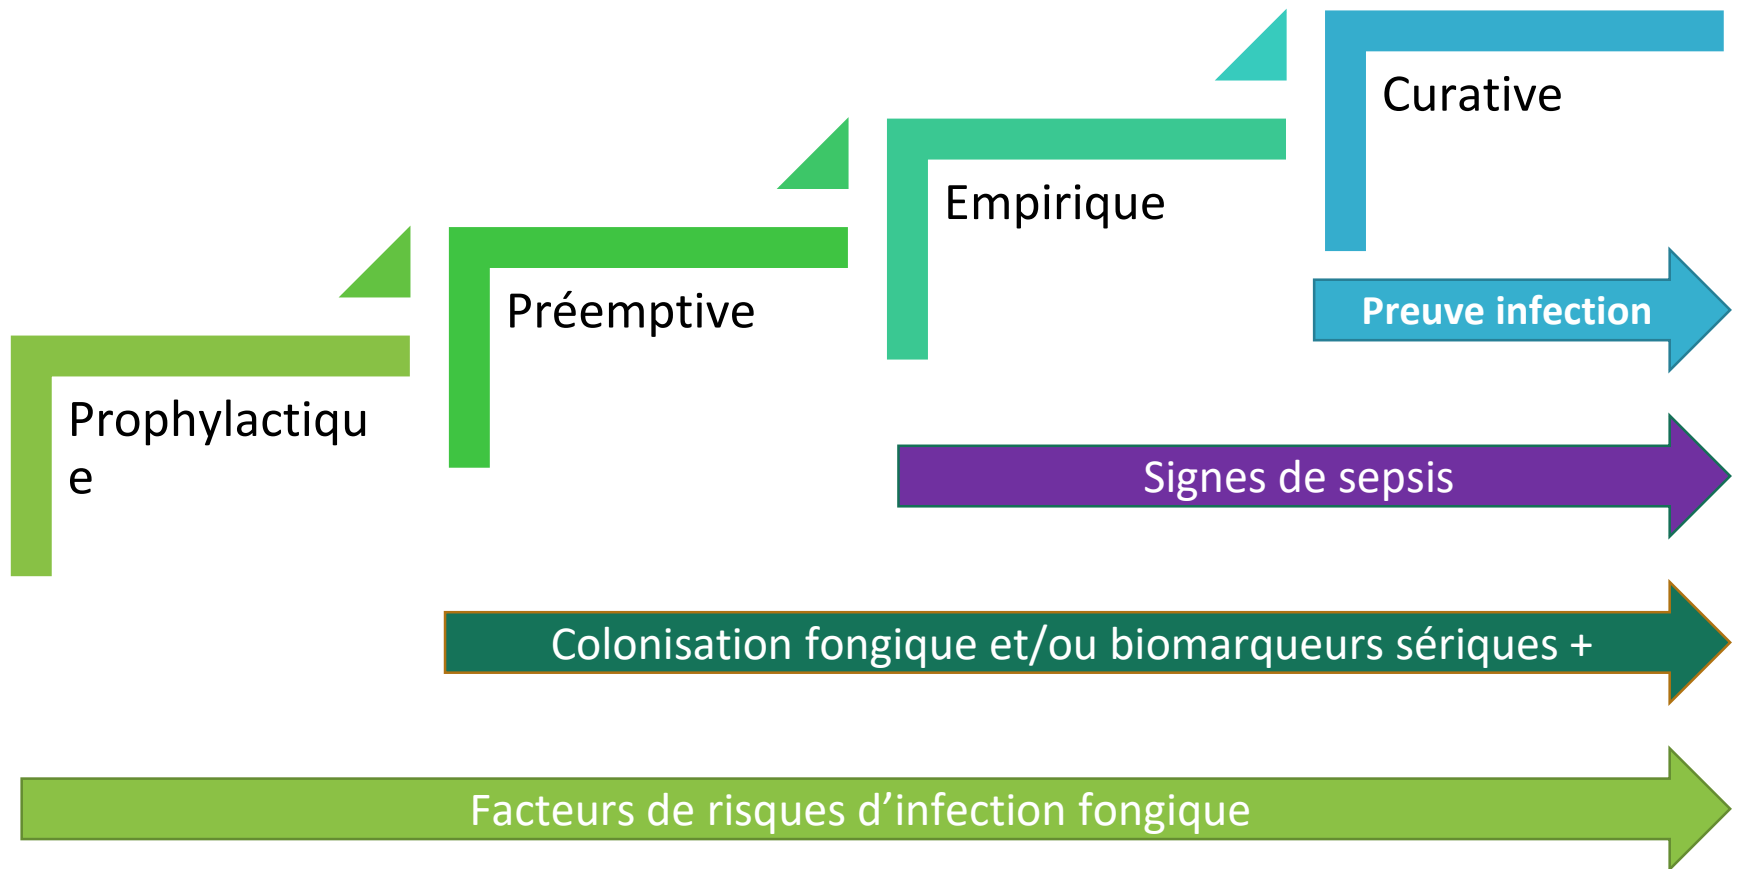 Curative
Empirique
Préemptive
Prophylactiqu
e
Preuve infection
Signes de sepsis
Colonisation fongique et/ou biomarqueurs sériques +
Facteurs de risques d’infection fongique